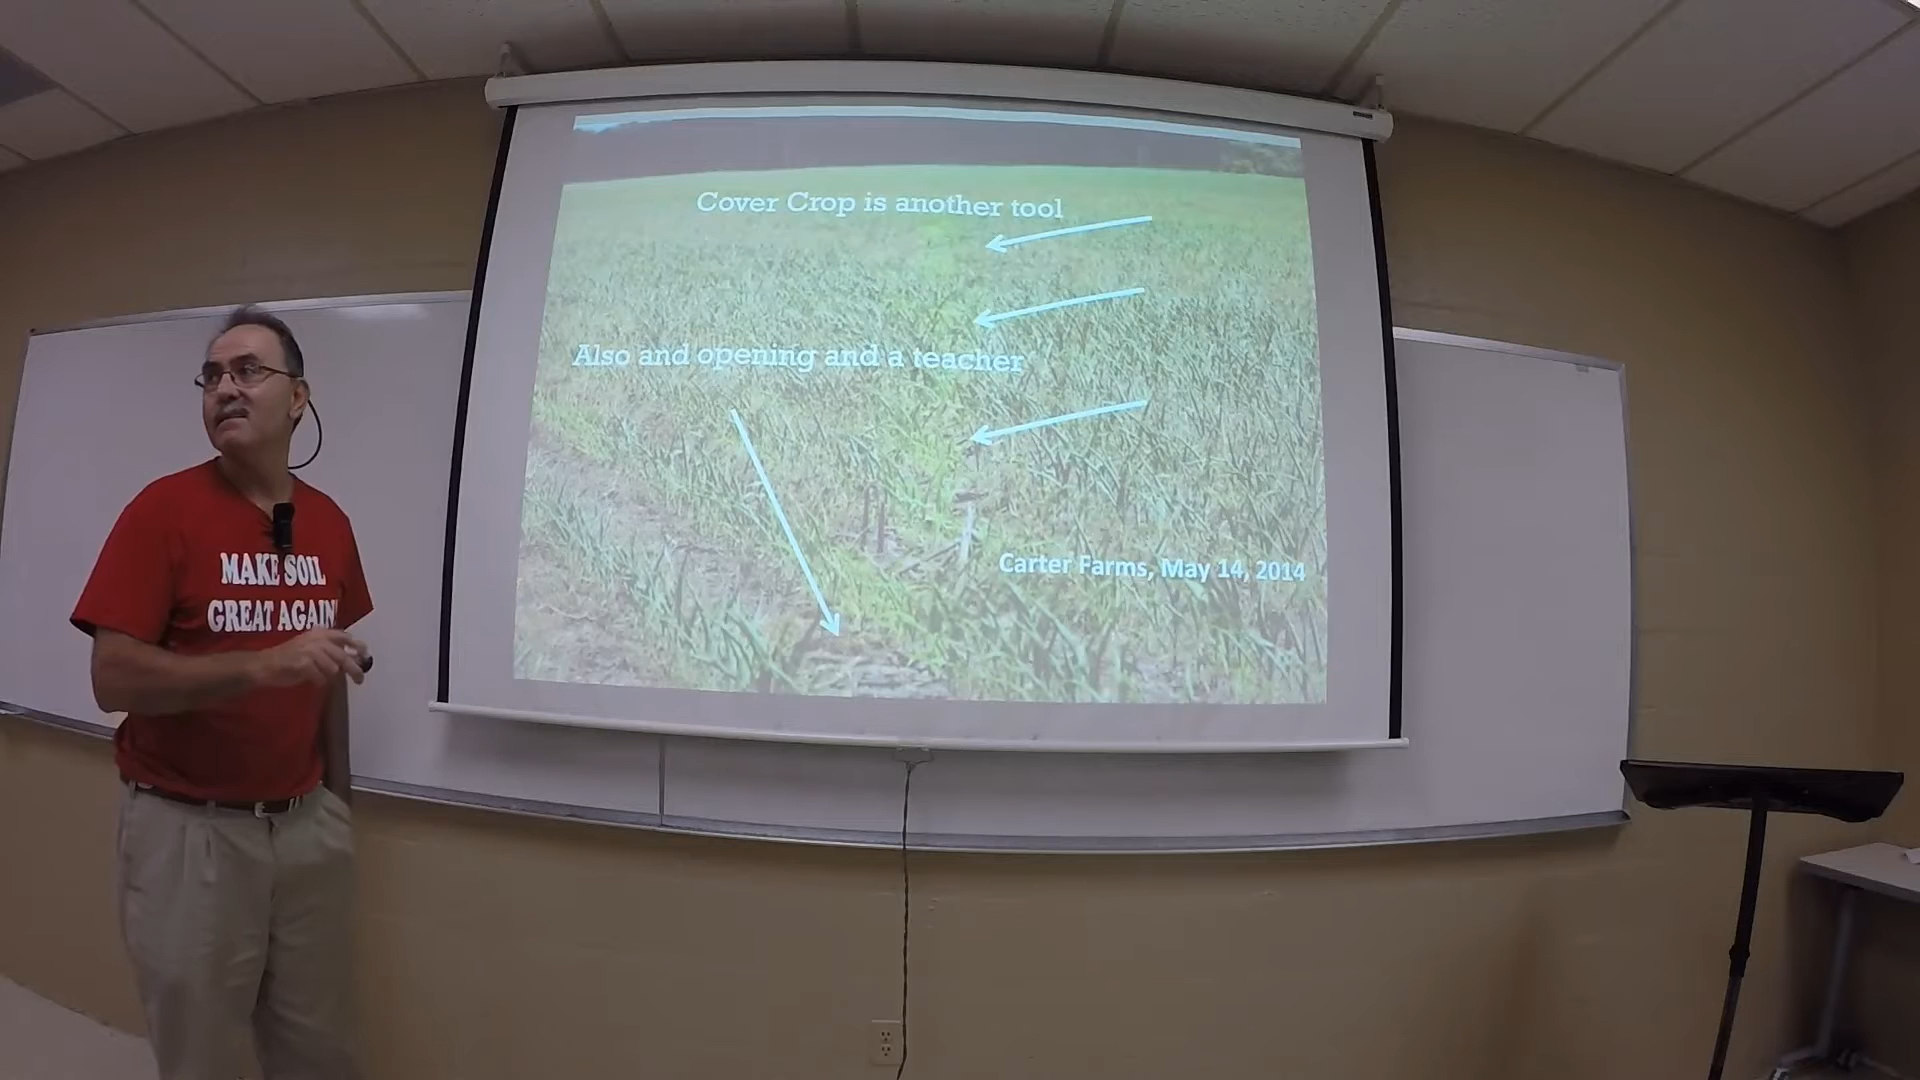 Cover Crop is another tool
Also and opening and a teacher
Carter Farms, May 14, 2014
MAKE SOIL
GREAT AGAIN!